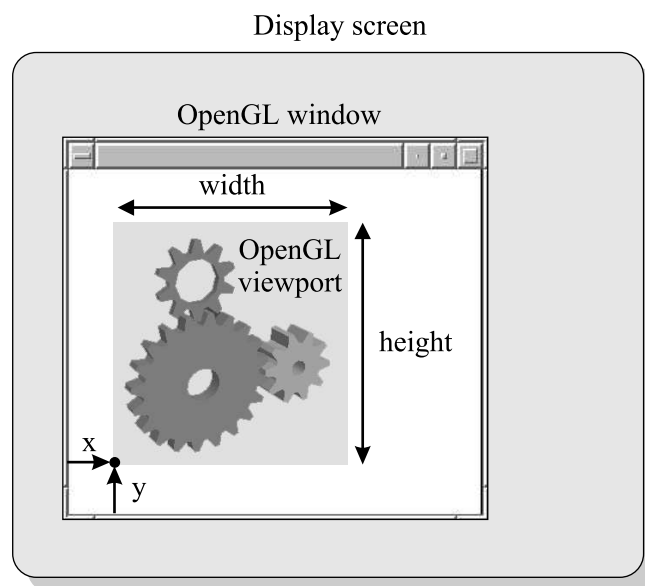 Display screen
OpenGL window
width
OpenGL
viewport
height
x
y